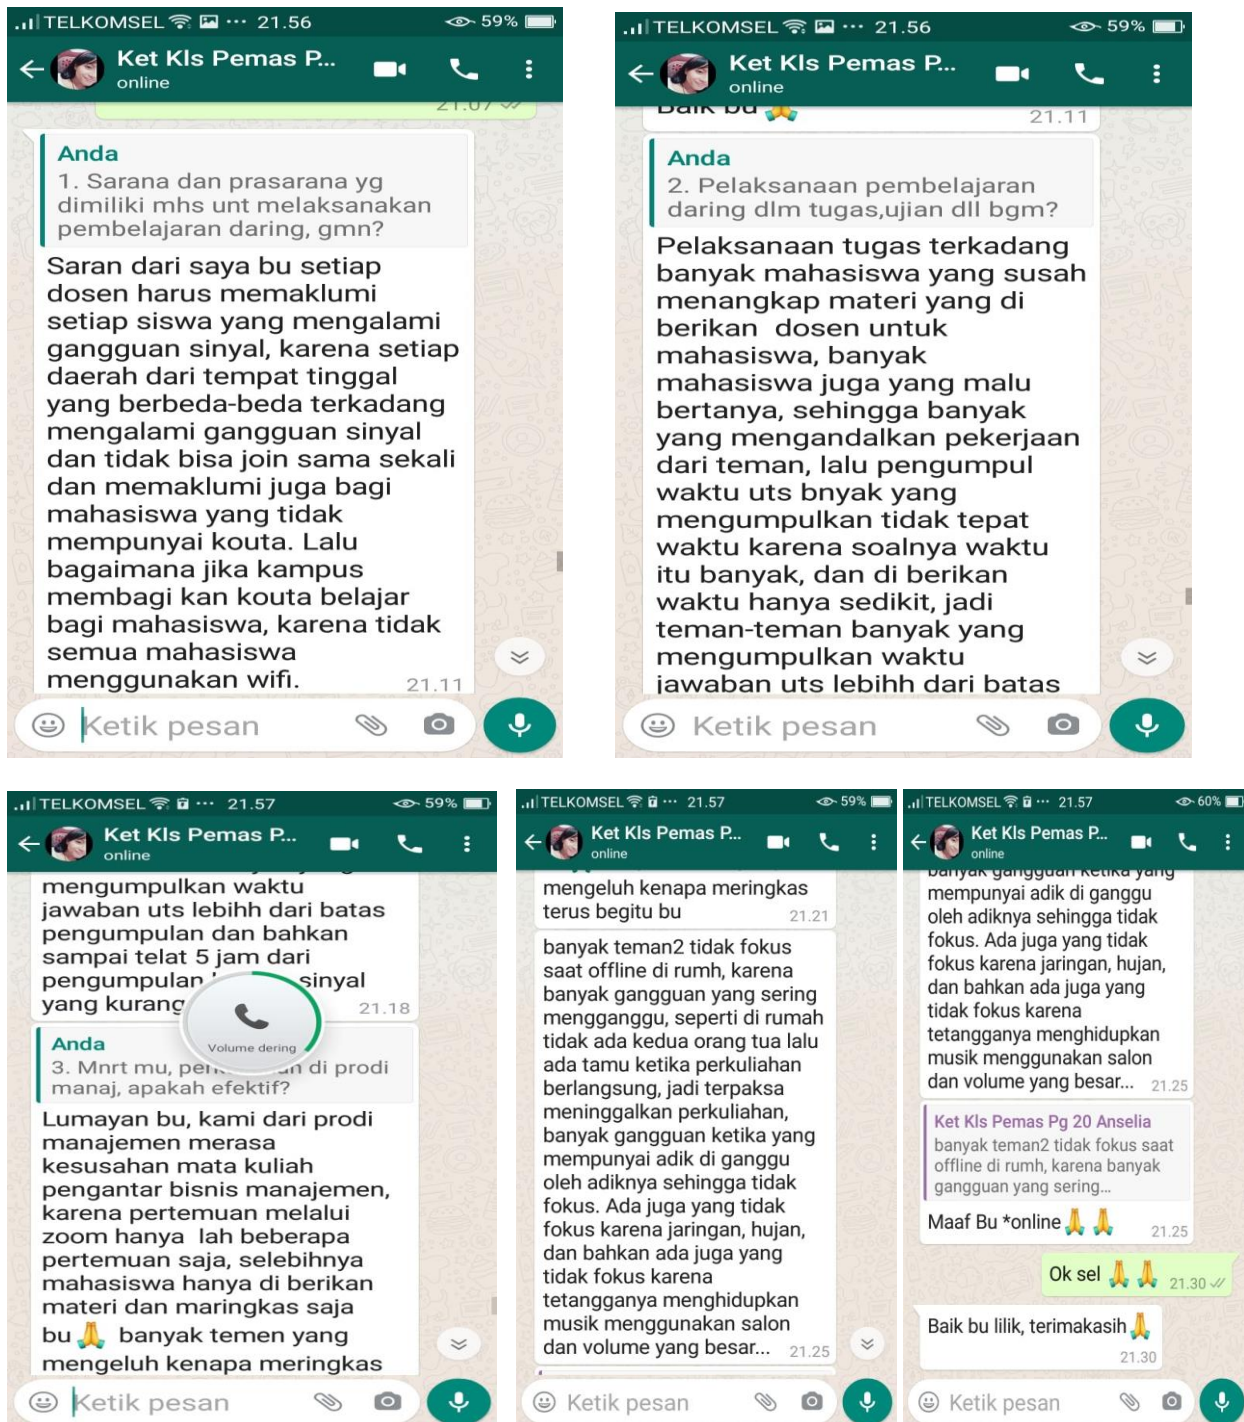 TELKOMSEL ··· 21.56 59%
Ket Kls Pemas P...
online
21.07
Anda
1. Sarana dan prasarana yg
dimiliki mhs unt melaksanakan
pembelajaran daring, gmn?
Saran dari saya bu setiap
dosen harus memaklumi
setiap siswa yang mengalami
gangguan sinyal, karena setiap
daerah dari tempat tinggal
yang berbeda-beda terkadang
mengalami gangguan sinyal
dan tidak bisa join sama sekali
dan memaklumi juga bagi
mahasiswa yang tidak
mempunyai kouta. Lalu
bagaimana jika kampus
membagi kan kouta belajar
bagi mahasiswa, karena tidak
semua mahasiswa
menggunakan wifi. 21.11
Ketik pesan
TELKOMSEL ··· 21.56 59%
Ket Kls Pemas P...
online
Baik bu 🙏 21.11
Anda
2. Pelaksanaan pembelajaran
daring dlm tugas,ujian dll bgm?
Pelaksanaan tugas terkadang
banyak mahasiswa yang susah
menangkap materi yang di
berikan dosen untuk
mahasiswa, banyak
mahasiswa juga yang malu
bertanya, sehingga banyak
yang mengandalkan pekerjaan
dari teman, lalu pengumpul
waktu uts bnyak yang
mengumpulkan tidak tepat
waktu karena soalnya waktu
itu banyak, dan di berikan
waktu hanya sedikit, jadi
teman-teman banyak yang
mengumpulkan waktu
jawaban uts lebihh dari batas
Ketik pesan
TELKOMSEL ··· 21.57 59%
Ket Kls Pemas P...
online
mengumpulkan waktu
jawaban uts lebihh dari batas
pengumpulan dan bahkan
sampai telat 5 jam dari
pengumpulan sinyal
yang kurang 21.18
Volume dering
Anda
3. Mnrt mu, di prodi
manaj, apakah efektif?
Lumayan bu, kami dari prodi
manajemen merasa
kesusahan mata kuliah
pengantar bisnis manajemen,
karena pertemuan melalui
zoom hanya lah beberapa
pertemuan saja, selebihnya
mahasiswa hanya di berikan
materi dan maringkas saja
bu 🙏 banyak temen yang
mengeluh kenapa meringkas
Ketik pesan
TELKOMSEL ··· 21.57 59%
Ket Kls Pemas P...
online
mengeluh kenapa meringkas
terus begitu bu 21.21
banyak teman2 tidak fokus
saat offline di rumh, karena
banyak gangguan yang sering
mengganggu, seperti di rumah
tidak ada kedua orang tua lalu
ada tamu ketika perkuliahan
berlangsung, jadi terpaksa
meninggalkan perkuliahan,
banyak gangguan ketika yang
mempunyai adik di ganggu
oleh adiknya sehingga tidak
fokus. Ada juga yang tidak
fokus karena jaringan, hujan,
dan bahkan ada juga yang
tidak fokus karena
tetangganya menghidupkan
musik menggunakan salon
dan volume yang besar... 21.25
Ketik pesan
TELKOMSEL ··· 21.57 60%
Ket Kls Pemas P...
online
banyak gangguan ketika yang
mempunyai adik di ganggu
oleh adiknya sehingga tidak
fokus. Ada juga yang tidak
fokus karena jaringan, hujan,
dan bahkan ada juga yang
tidak fokus karena
tetangganya menghidupkan
musik menggunakan salon
dan volume yang besar... 21.25
Ket Kls Pemas Pg 20 Anselia
banyak teman2 tidak fokus saat
offline di rumh, karena banyak
gangguan yang sering...
Maaf Bu *online 🙏 🙏 21.25
Ok sel 🙏 🙏 21.30
Baik bu lilik, terimakasih 🙏
21.30
Ketik pesan